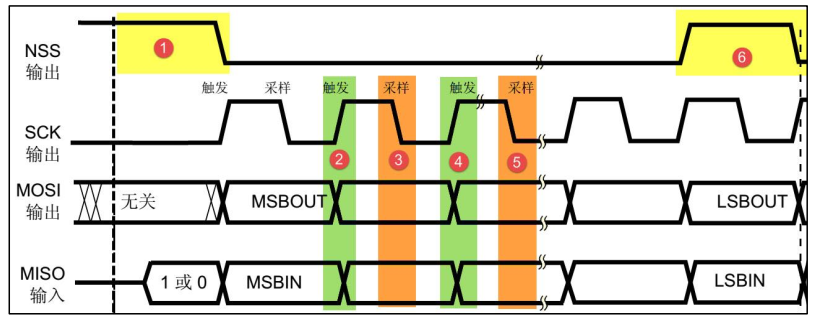 NSS
输出
1
6
触发 采样 触发 采样 触发 采样
SCK
输出
2 3 4 5
MOSI
输出
无关 MSBOUT LSBOUT
MISO
输入
1 或 0 MSBIN LSBIN